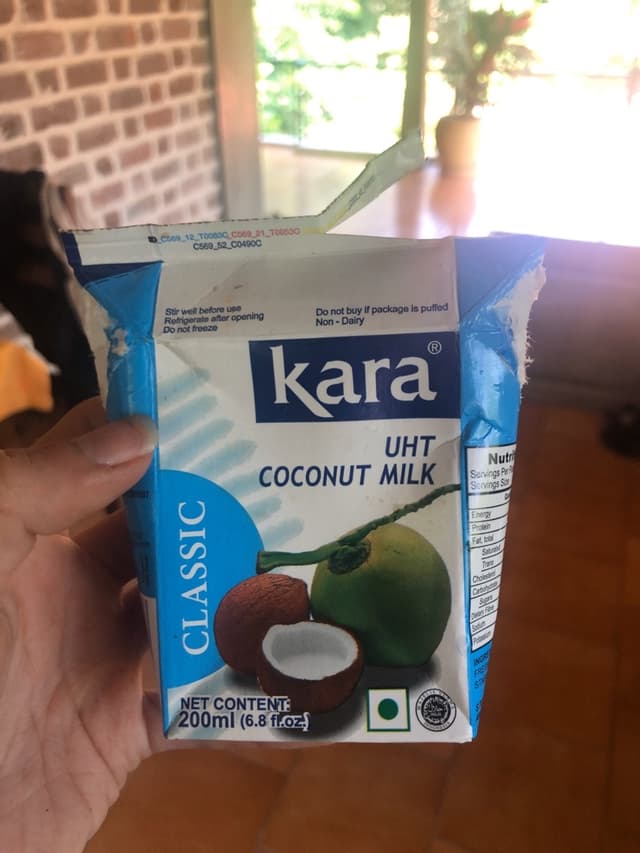 C569_12_T0053C C569_21_T0053C
C569_52_C0490C
Stir well before use
Refrigerate after opening
Do not freeze
Do not buy if package is puffed
Non - Dairy
kara®
UHT
COCONUT MILK
CLASSIC
NET CONTENT:
200ml (6.8 fl.oz)
Nutri
Servings Per
Servings Size
Energy
Protein
Fat, total
Saturated
Trans
Cholesterol
Carbohydrate
Sugars
Dietary Fibre
Sodium
Potassium